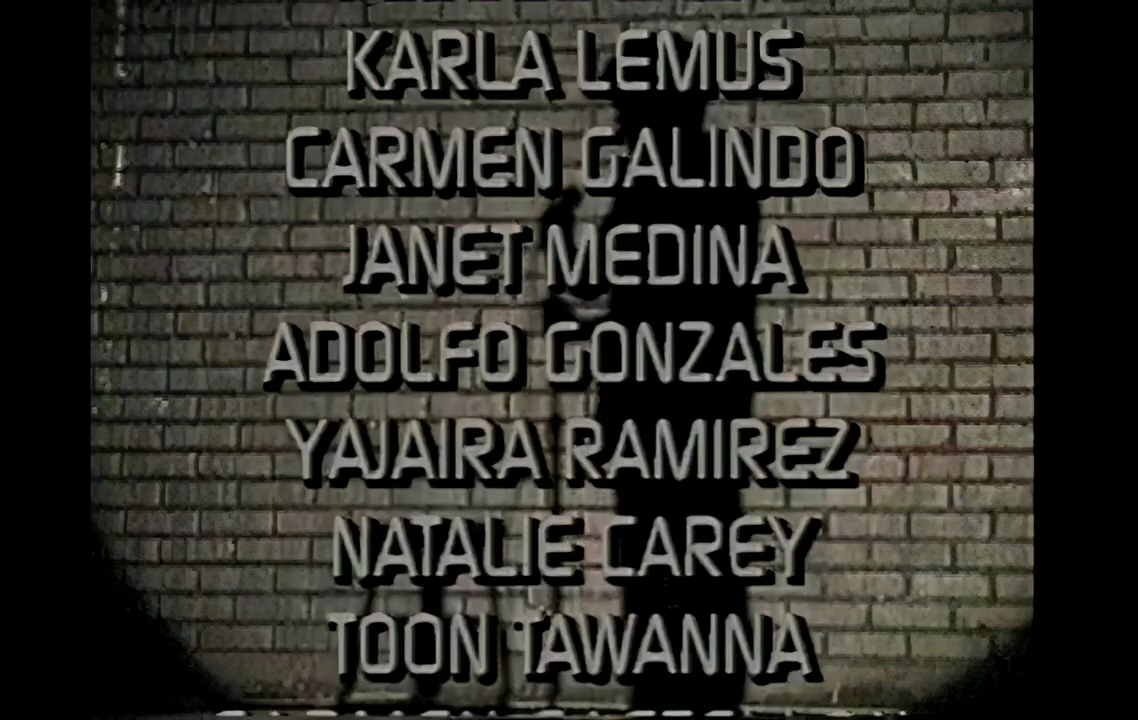 KARLA LEMUS
CARMEN GALINDO
JANET MEDINA
ADOLFO GONZALES
YAJAIRA RAMIREZ
NATALIE CAREY
TOON TAWANNA